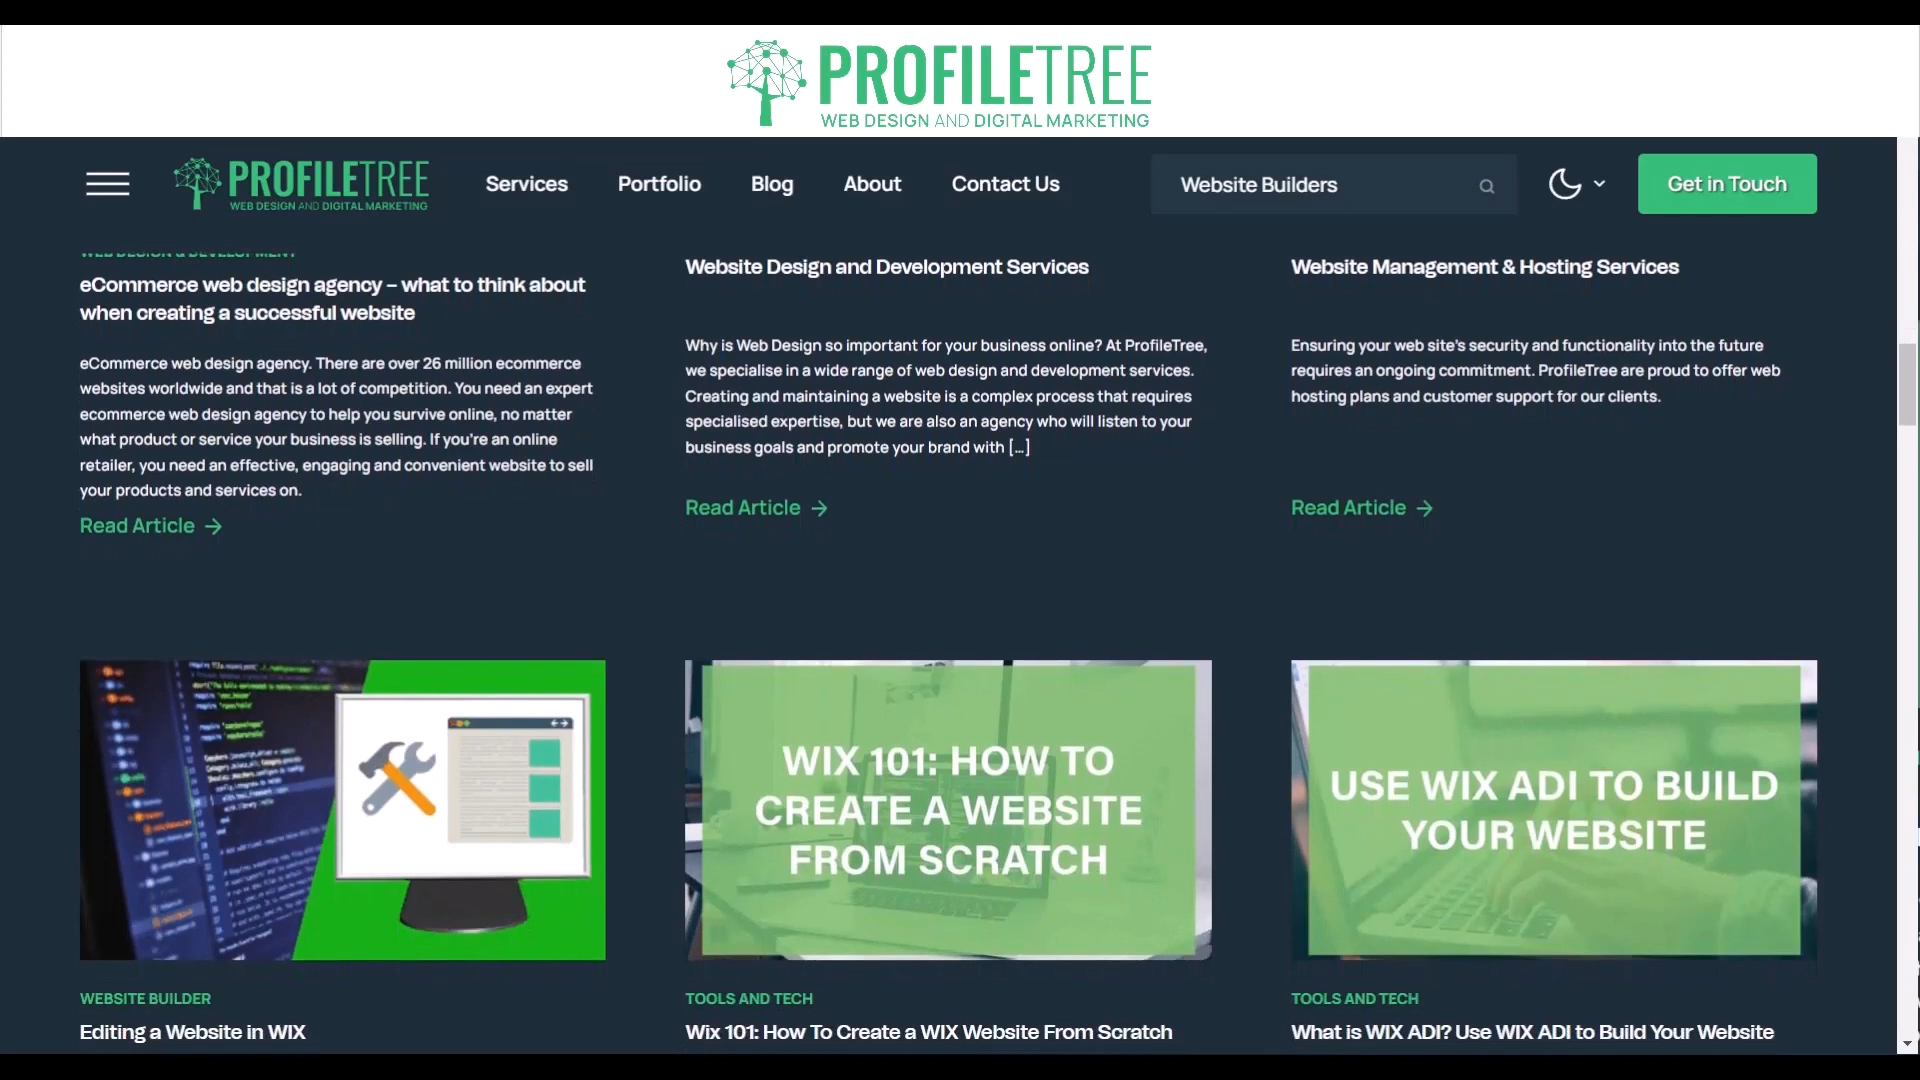 PROFILETREE
WEB DESIGN AND DIGITAL MARKETING
PROFILETREE
WEB DESIGN AND DIGITAL MARKETING
Services
Portfolio
Blog
About
Contact Us
Website Builders
Get in Touch
WEB DESIGN & DEVELOPMENT
eCommerce web design agency – what to think about
when creating a successful website
eCommerce web design agency. There are over 26 million ecommerce
websites worldwide and that is a lot of competition. You need an expert
ecommerce web design agency to help you survive online, no matter
what product or service your business is selling. If you're an online
retailer, you need an effective, engaging and convenient website to sell
your products and services on.
Read Article
Website Design and Development Services
Why is Web Design so important for your business online? At ProfileTree,
we specialise in a wide range of web design and development services.
Creating and maintaining a website is a complex process that requires
specialised expertise, but we are also an agency who will listen to your
business goals and promote your brand with [...]
Read Article
Website Management & Hosting Services
Ensuring your web site's security and functionality into the future
requires an ongoing commitment. ProfileTree are proud to offer web
hosting plans and customer support for our clients.
Read Article
WEBSITE BUILDER
Editing a Website in WIX
WIX 101: HOW TO
CREATE A WEBSITE
FROM SCRATCH
TOOLS AND TECH
Wix 101: How To Create a WIX Website From Scratch
USE WIX ADI TO BUILD
YOUR WEBSITE
TOOLS AND TECH
What is WIX ADI? Use WIX ADI to Build Your Website